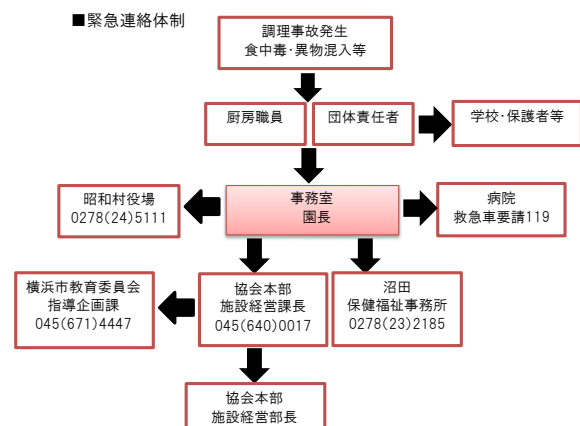 ■緊急連絡体制
調理事故発生
食中毒・異物混入等
厨房職員
団体責任者
学校・保護者等
昭和村役場
0278(24)5111
事務室
園長
病院
救急車要請119
横浜市教育委員会
指導企画課
045(671)4447
協会本部
施設経営課長
045(640)0017
沼田
保健福祉事務所
0278(23)2185
協会本部
施設経営部長